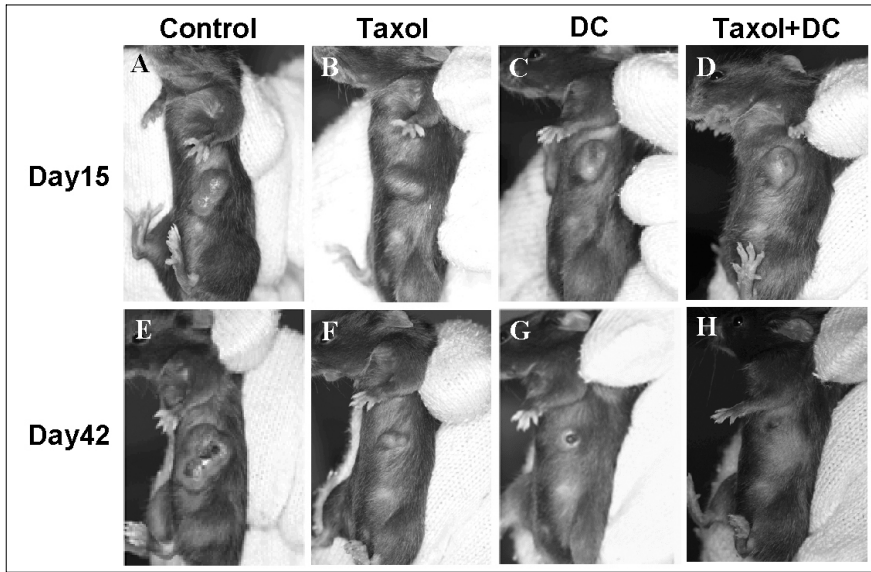 Control Taxol DC Taxol+DC
A B C D
Day15
E F G H
Day42